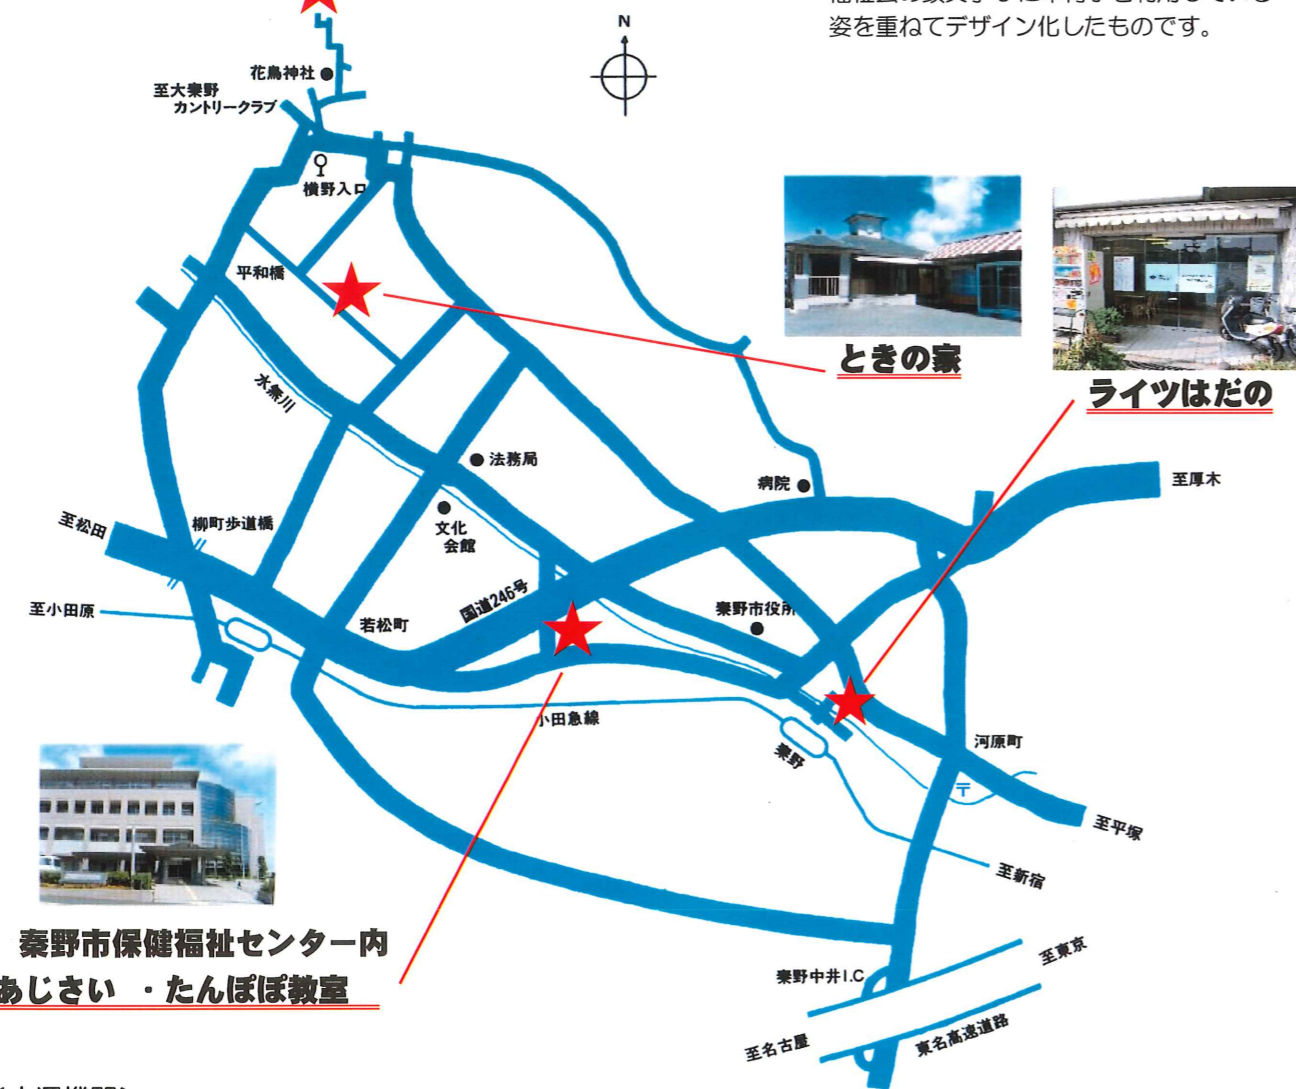 姿を重ねてデザイン化したものです。
N
花鳥神社
至大秦野
カントリークラブ
横野入口
平和橋
水無川
ときの家
ライツはだの
法務局
病院
至厚木
文化
会館
至松田
柳町歩道橋
国道246号
秦野市役所
至小田原
若松町
小田急線
秦野
河原町
〒
至平塚
至新宿
秦野市保健福祉センター内
あじさい ・たんぽぽ教室
秦野中井I.C
至東京
至名古屋
東名高速道路